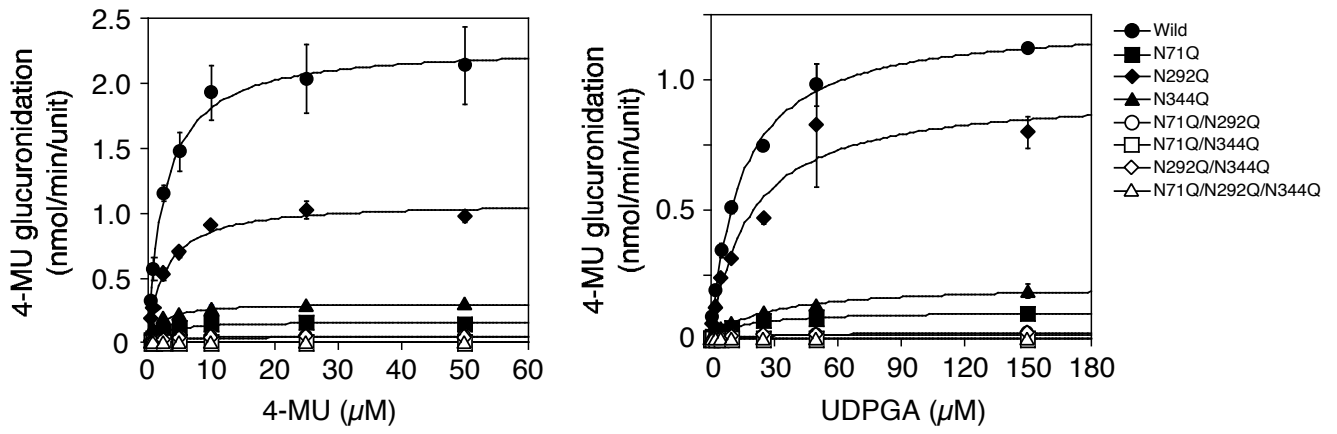 4-MU glucuronidation
(nmol/min/unit)
2.5
2.0
1.5
1.0
0.5
0
0 10 20 30 40 50 60
4-MU (µM)
4-MU glucuronidation
(nmol/min/unit)
1.0
0.5
0
0 30 60 90 120 150 180
UDPGA (µM)
Wild
N71Q
N292Q
N344Q
N71Q/N292Q
N71Q/N344Q
N292Q/N344Q
N71Q/N292Q/N344Q